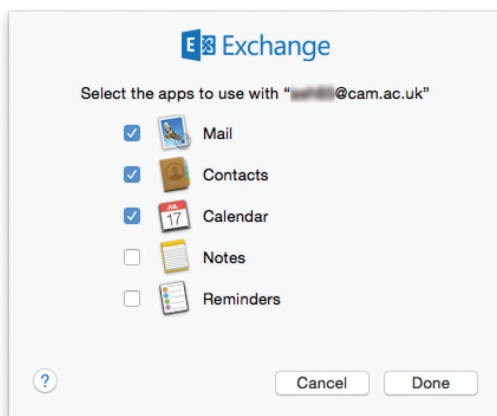 Exchange
Select the apps to use with “ @cam.ac.uk”
Mail
Contacts
JUL
17
Calendar
Notes
Reminders
?
Cancel
Done